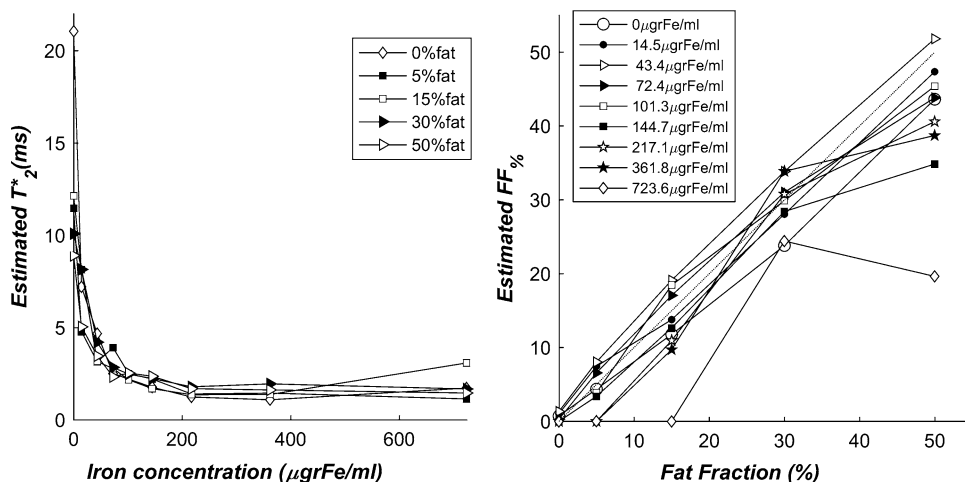 20
15
10
5
0
0
200
400
600
Estimated T*2(ms)
Iron concentration (μgrFe/ml)
0%fat
5%fat
15%fat
30%fat
50%fat
50
40
30
20
10
0
0
10
20
30
40
50
Estimated FF%
Fat Fraction (%)
0μgrFe/ml
14.5μgrFe/ml
43.4μgrFe/ml
72.4μgrFe/ml
101.3μgrFe/ml
144.7μgrFe/ml
217.1μgrFe/ml
361.8μgrFe/ml
723.6μgrFe/ml